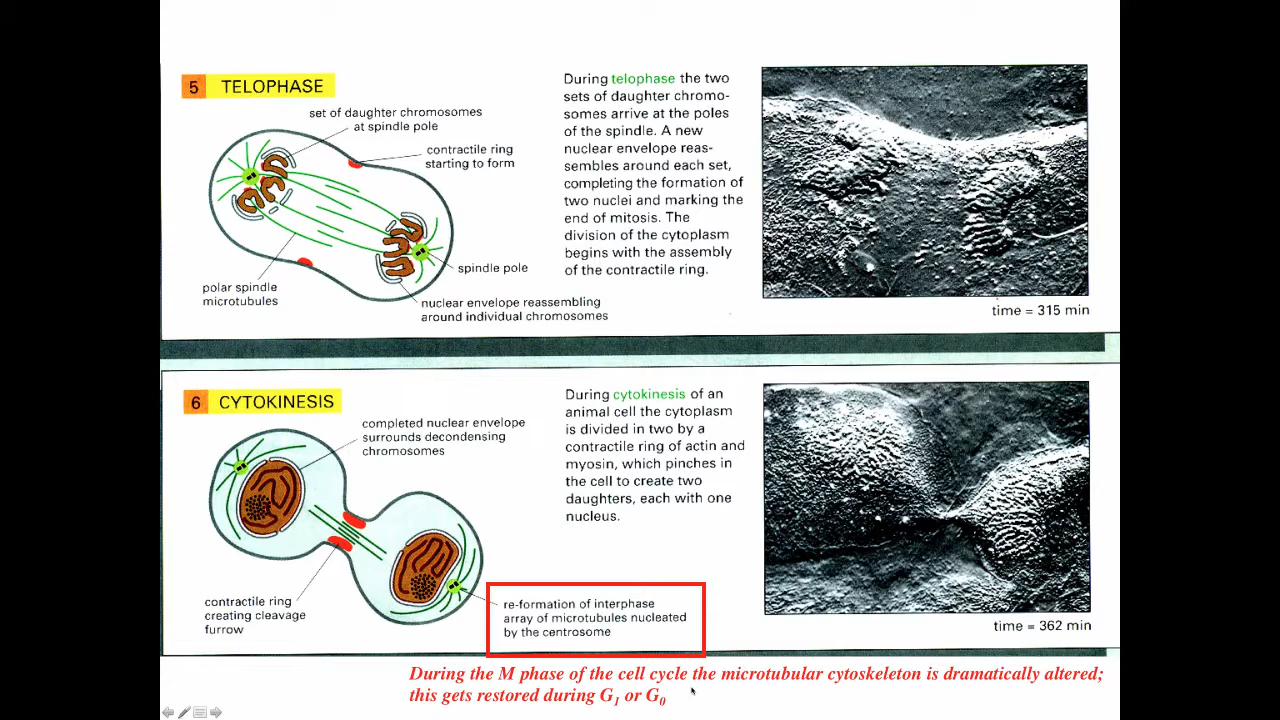 5 TELOPHASE
set of daughter chromosomes
at spindle pole
contractile ring
starting to form
polar spindle
microtubules
spindle pole
nuclear envelope reassembling
around individual chromosomes
During telophase the two
sets of daughter chromo-
somes arrive at the poles
of the spindle. A new
nuclear envelope reas-
sembles around each set,
completing the formation of
two nuclei and marking the
end of mitosis. The
division of the cytoplasm
begins with the assembly
of the contractile ring.
time = 315 min
6 CYTOKINESIS
completed nuclear envelope
surrounds decondensing
chromosomes
contractile ring
creating cleavage
furrow
re-formation of interphase
array of microtubules nucleated
by the centrosome
During cytokinesis of an
animal cell the cytoplasm
is divided in two by a
contractile ring of actin and
myosin, which pinches in
the cell to create two
daughters, each with one
nucleus.
time = 362 min
During the M phase of the cell cycle the microtubular cytoskeleton is dramatically altered;
this gets restored during G₁ or G₀